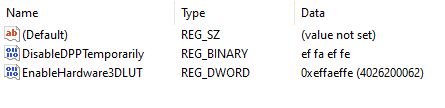 Name Type Data
(Default) REG_SZ (value not set)
DisableDPPTemporarily REG_BINARY ef fa ef fe
EnableHardware3DLUT REG_DWORD 0xeffaeffe (4026200062)